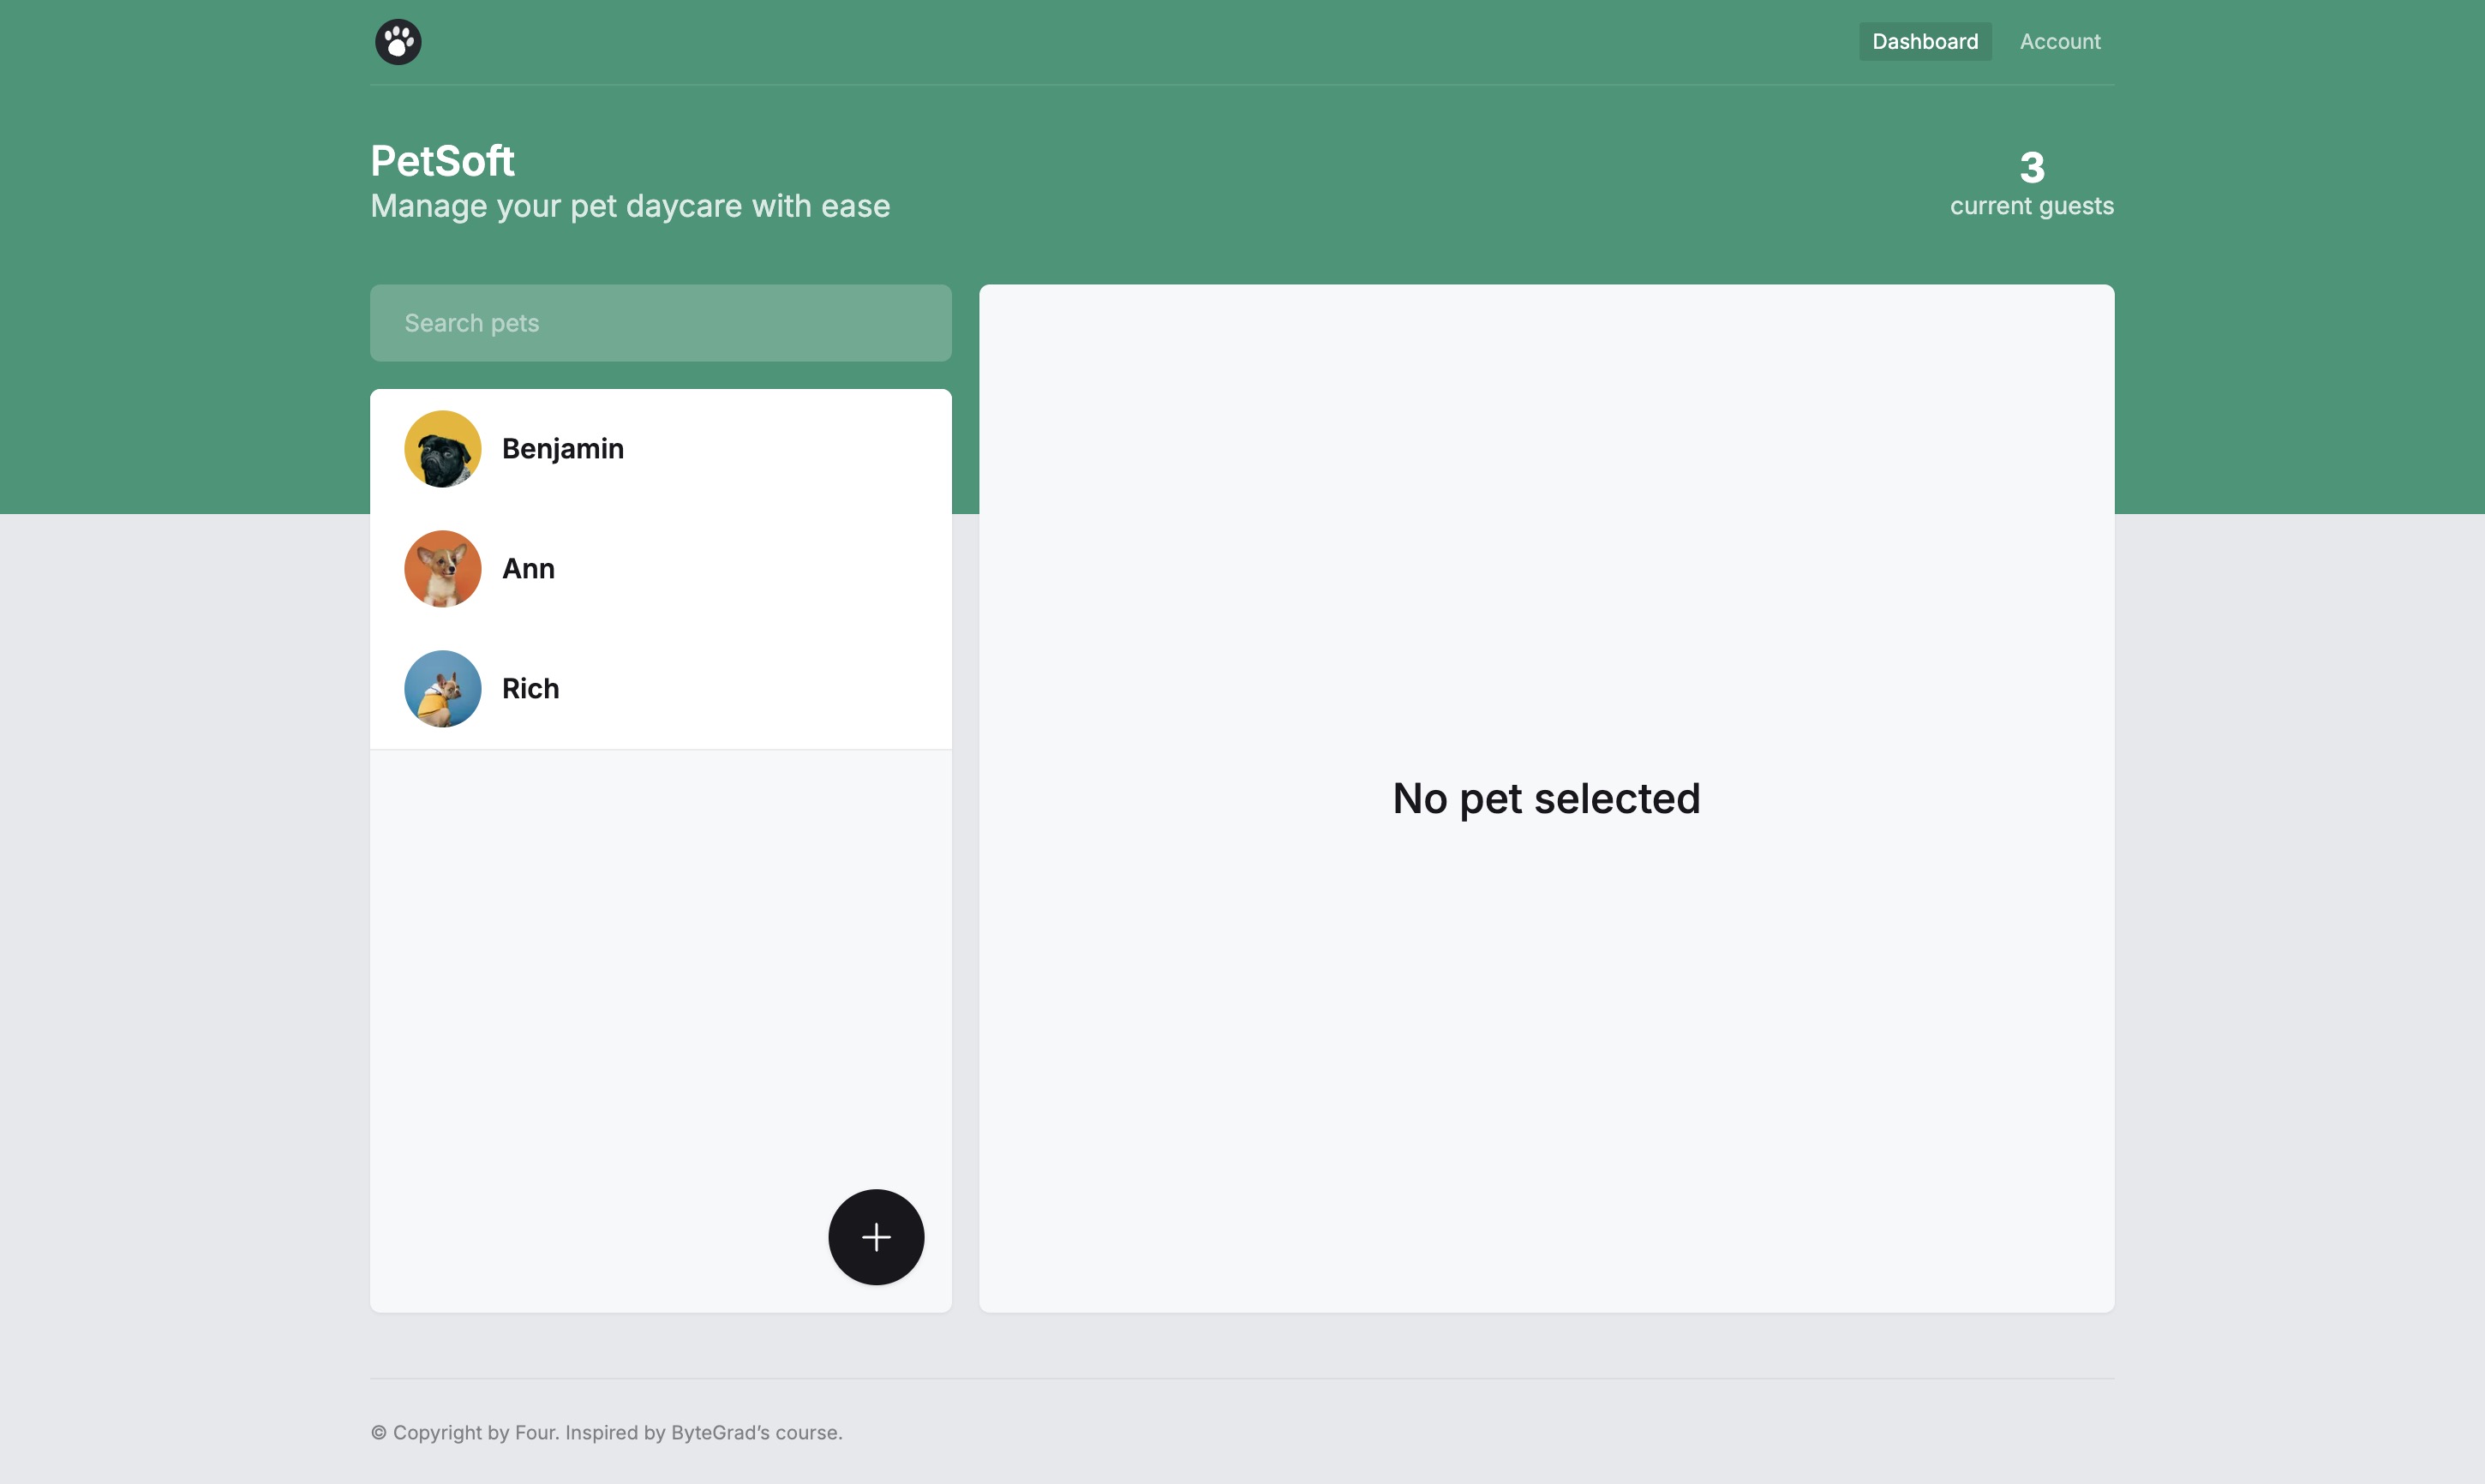 Dashboard
Account
PetSoft
Manage your pet daycare with ease
3
current guests
Search pets
Benjamin
Ann
Rich
No pet selected
© Copyright by Four. Inspired by ByteGrad’s course.